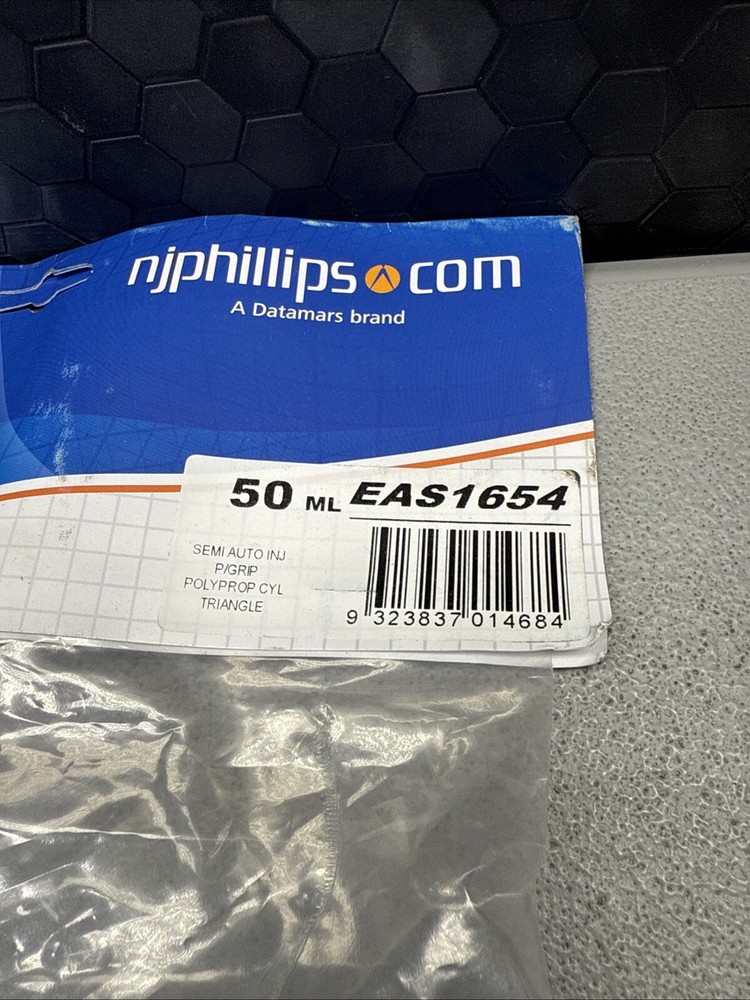 njphillips.com
A Datamars brand
50 ML EAS1654
SEMI AUTO INJ
P/GRIP
POLYPROP CYL
TRIANGLE
9 323837 014684